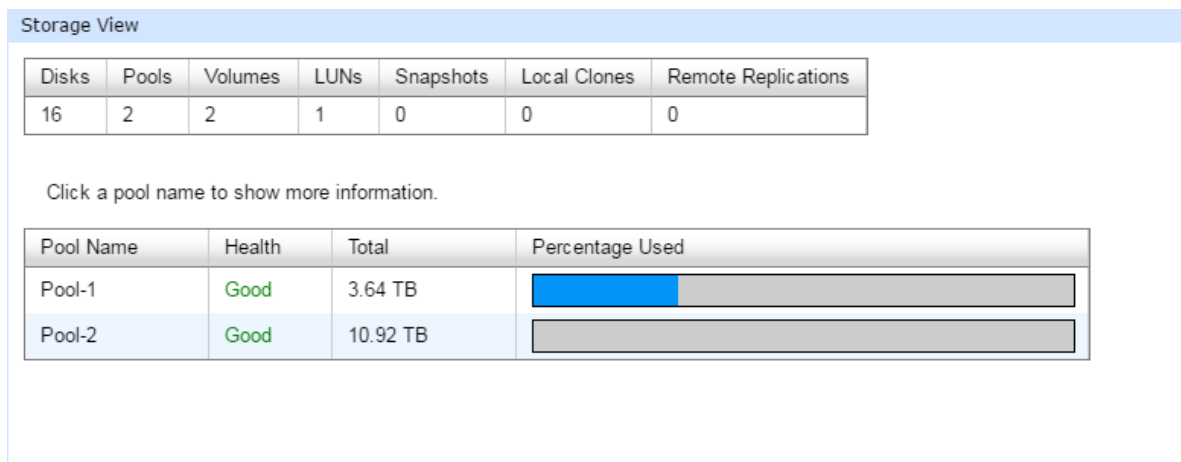 Storage View
Disks Pools Volumes LUNs Snapshots Local Clones Remote Replications
16 2 2 1 0 0 0
Click a pool name to show more information.
Pool Name Health Total Percentage Used
Pool-1 Good 3.64 TB
Pool-2 Good 10.92 TB